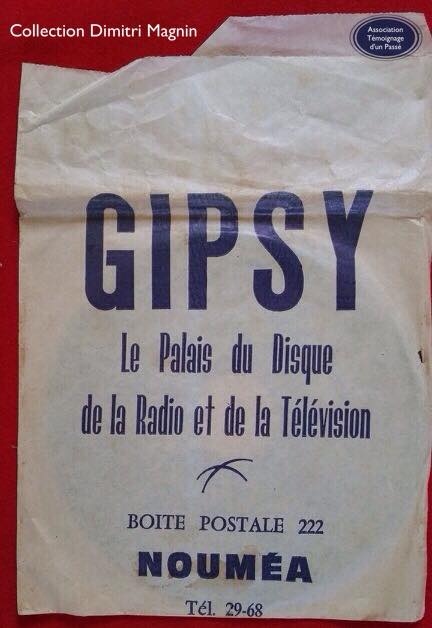 Collection Dimitri Magnin
Association
Témoignage
d'un Passé
GIPSY
Le Palais du Disque
de la Radio et de la Télévision
BOITE POSTALE 222
NOUMÉA
Tél. 29-68